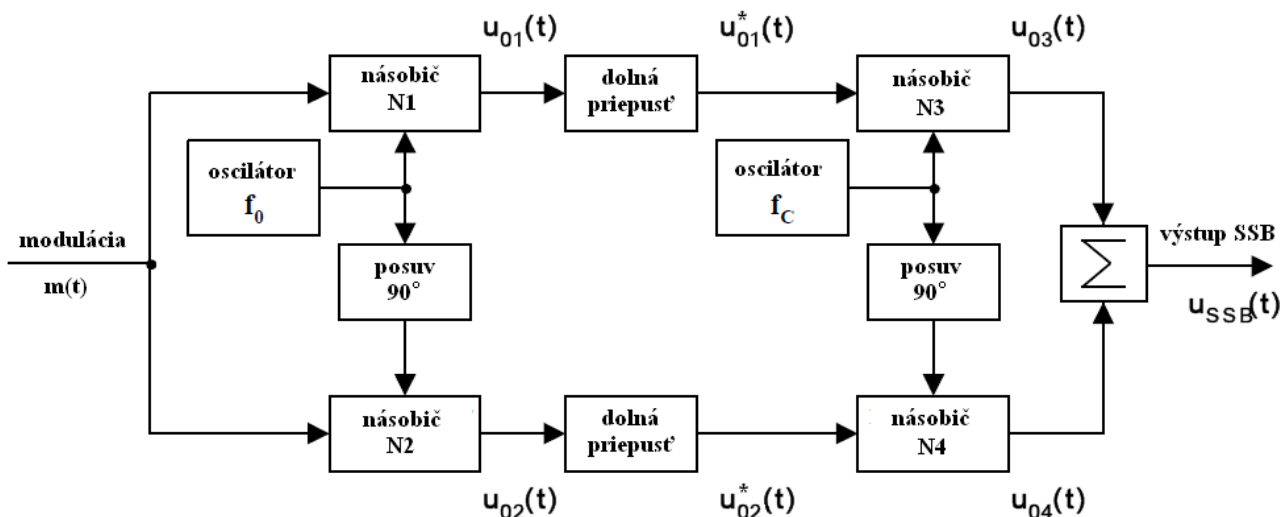 u01(t)
u*01(t)
u03(t)
násobič
N1
dolná
priepusť
násobič
N3
oscilátor
f0
oscilátor
fC
modulácia
m(t)
posuv
90°
posuv
90°
Σ
výstup SSB
uSSB(t)
násobič
N2
dolná
priepusť
násobič
N4
u02(t)
u*02(t)
u04(t)